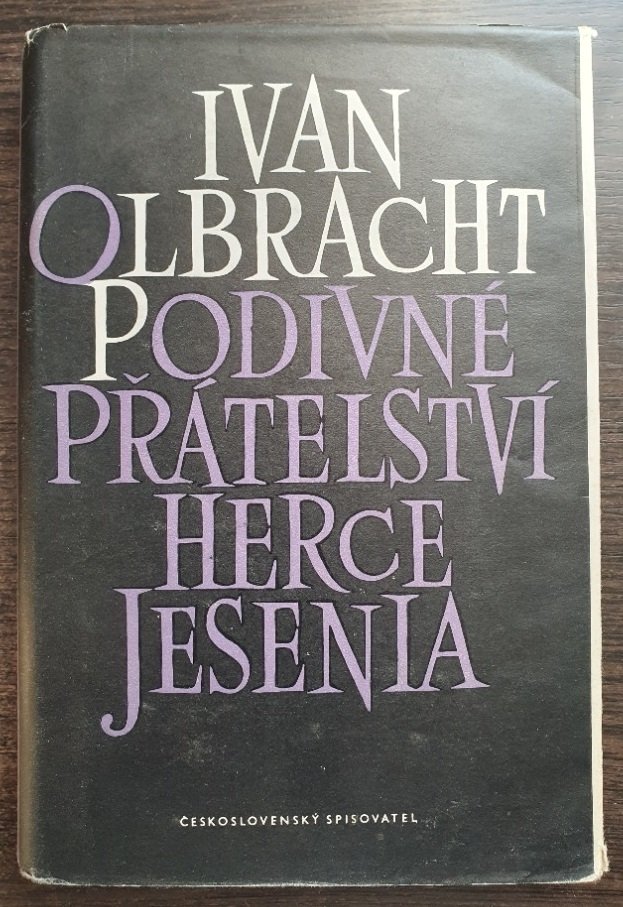 IVAN
OLBRACHT
PODIVNÉ
PŘÁTELSTVÍ
HERCE
JESENIA
ČESKOSLOVENSKÝ SPISOVATEL